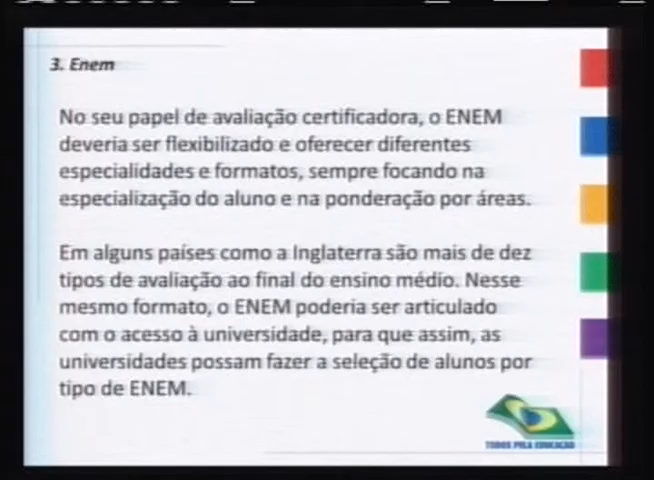 3. Enem
No seu papel de avaliação certificadora, o ENEM
deveria ser flexibilizado e oferecer diferentes
especialidades e formatos, sempre focando na
especialização do aluno e na ponderação por áreas.
Em alguns países como a Inglaterra são mais de dez
tipos de avaliação ao final do ensino médio. Nesse
mesmo formato, o ENEM poderia ser articulado
com o acesso à universidade, para que assim, as
universidades possam fazer a seleção de alunos por
tipo de ENEM.
TODOS PELA EDUCAÇÃO